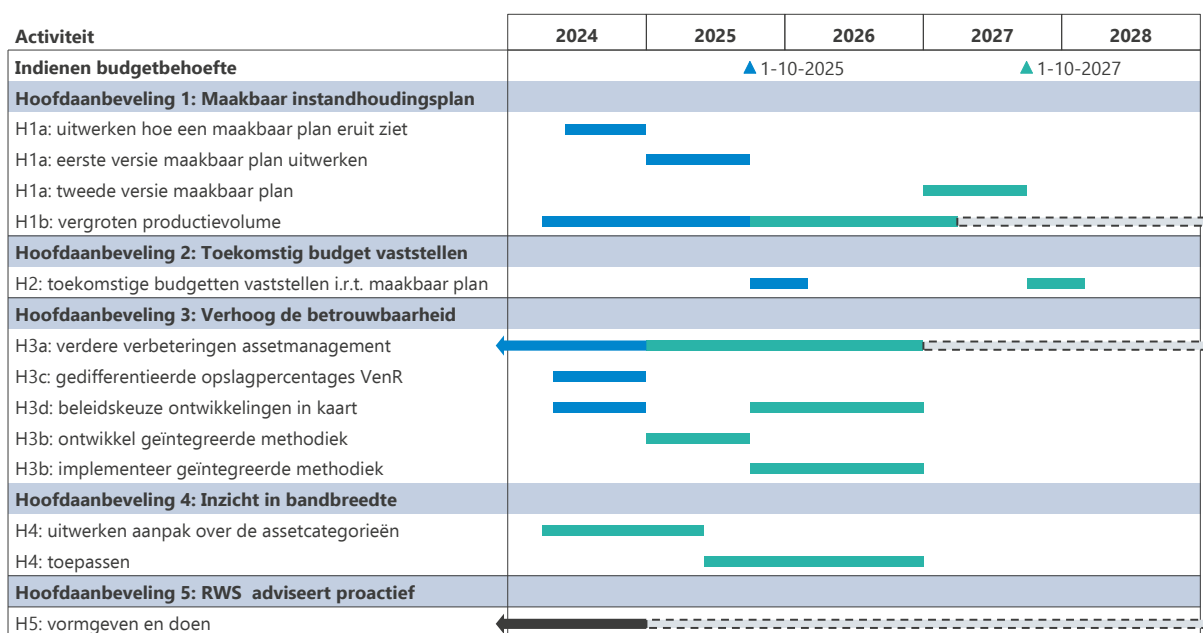 Activiteit 2024 2025 2026 2027 2028
Indienen budgetbehoefte ▲ 1-10-2025 ▲ 1-10-2027
Hoofdaanbeveling 1: Maakbaar instandhoudingsplan
H1a: uitwerken hoe een maakbaar plan eruit ziet
H1a: eerste versie maakbaar plan uitwerken
H1a: tweede versie maakbaar plan
H1b: vergroten productievolume
Hoofdaanbeveling 2: Toekomstig budget vaststellen
H2: toekomstige budgetten vaststellen i.r.t. maakbaar plan
Hoofdaanbeveling 3: Verhoog de betrouwbaarheid
H3a: verdere verbeteringen assetmanagement
H3c: gedifferentieerde opslagpercentages VenR
H3d: beleidskeuze ontwikkelingen in kaart
H3b: ontwikkel geïntegreerde methodiek
H3b: implementeer geïntegreerde methodiek
Hoofdaanbeveling 4: Inzicht in bandbreedte
H4: uitwerken aanpak over de assetcategorieën
H4: toepassen
Hoofdaanbeveling 5: RWS adviseert proactief
H5: vormgeven en doen